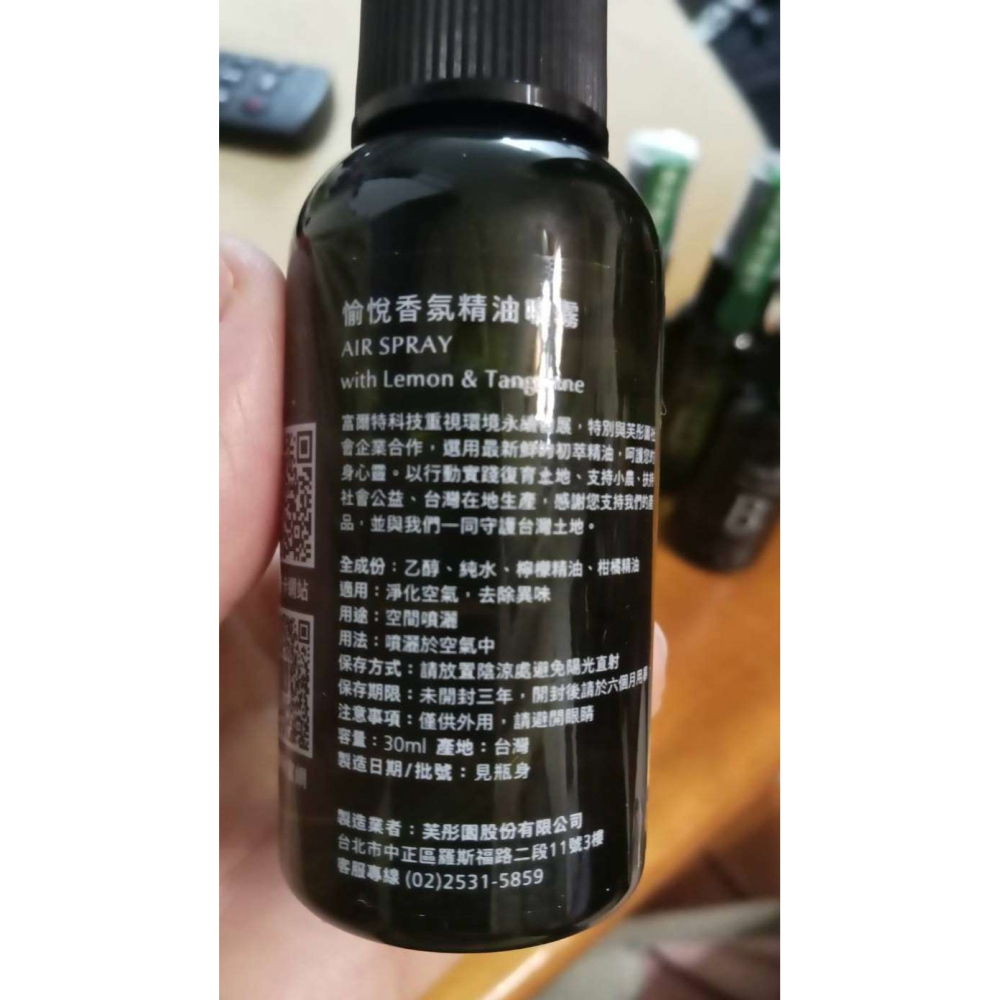 愉悅香氛精油噴霧
AIR SPRAY
with Lemon & Tangerine
富爾特科技重視環境永續發展，特別與芙彤園社
會企業合作，選用最新鮮的初萃精油，呵護您的
身心靈。以行動實踐復育土地、支持小農、扶持
社會公益、台灣在地生產，感謝您支持我們的產
品，並與我們一同守護台灣土地。
全成份：乙醇、純水、檸檬精油、柑橘精油
適用：淨化空氣，去除異味
用途：空間噴灑
用法：噴灑於空氣中
保存方式：請放置陰涼處避免陽光直射
保存期限：未開封三年，開封後請於六個月用畢
注意事項：僅供外用，請避開眼睛
容量：30ml 產地：台灣
製造日期/批號：見瓶身
製造業者：芙彤園股份有限公司
台北市中正區羅斯福路二段11號3樓
客服專線 (02)2531-5859
網站
網